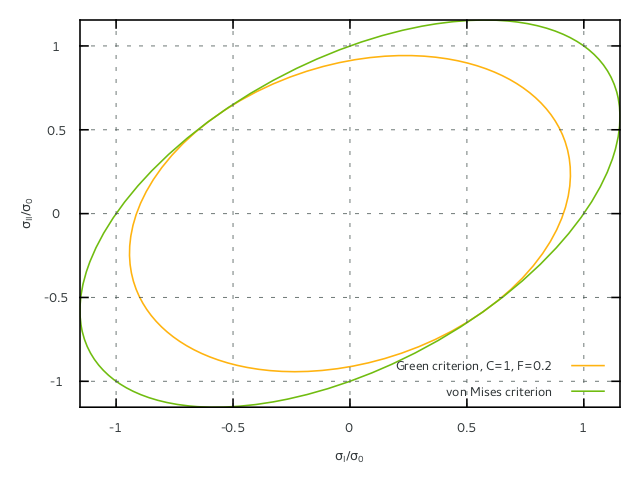 1
0.5
0
-0.5
-1
σII/σ0
Green criterion, C=1, F=0.2
von Mises criterion
-1
-0.5
0
0.5
1
σI/σ0